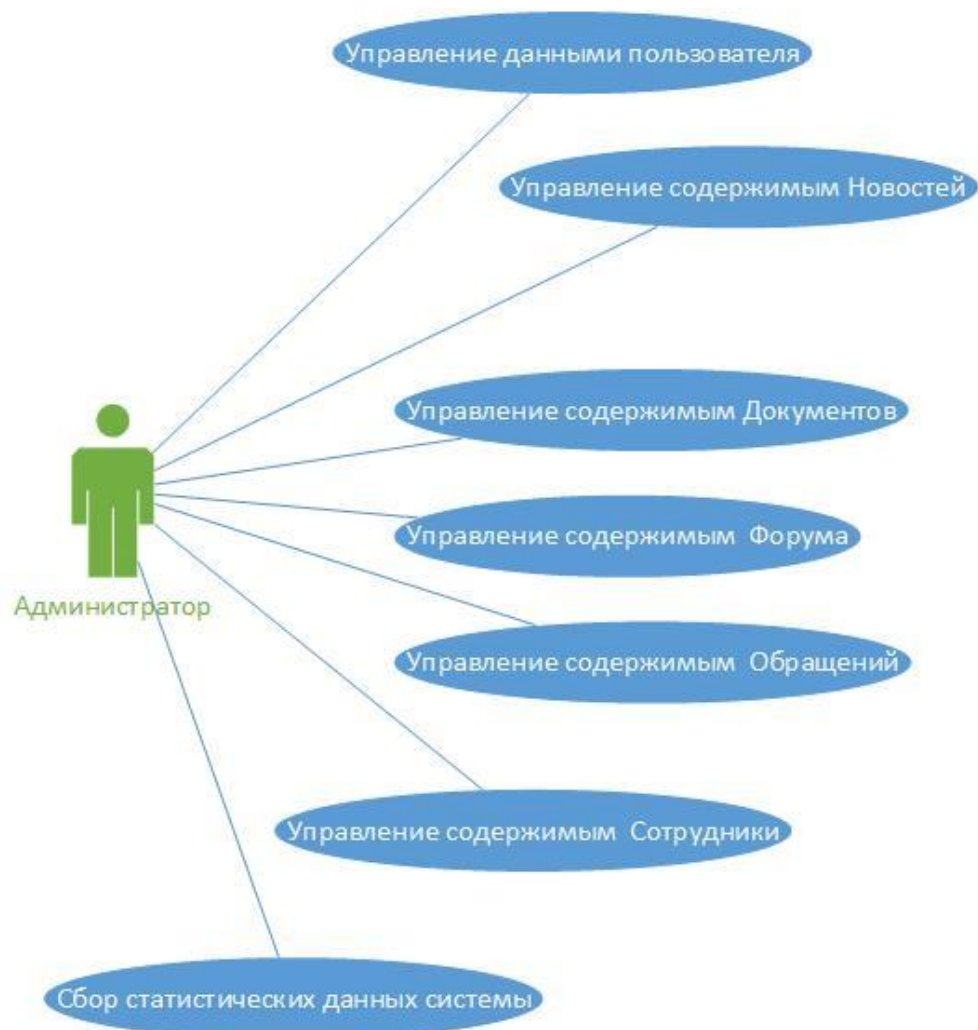 Управление данными пользователя
Управление содержимым Новостей
Управление содержимым Документов
Управление содержимым Форума
Администратор
Управление содержимым Обращений
Управление содержимым Сотрудники
Сбор статистических данных системы